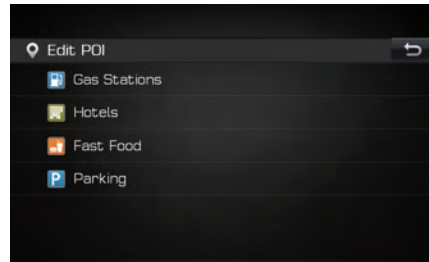 Edit POI
Gas Stations
Hotels
Fast Food
P Parking